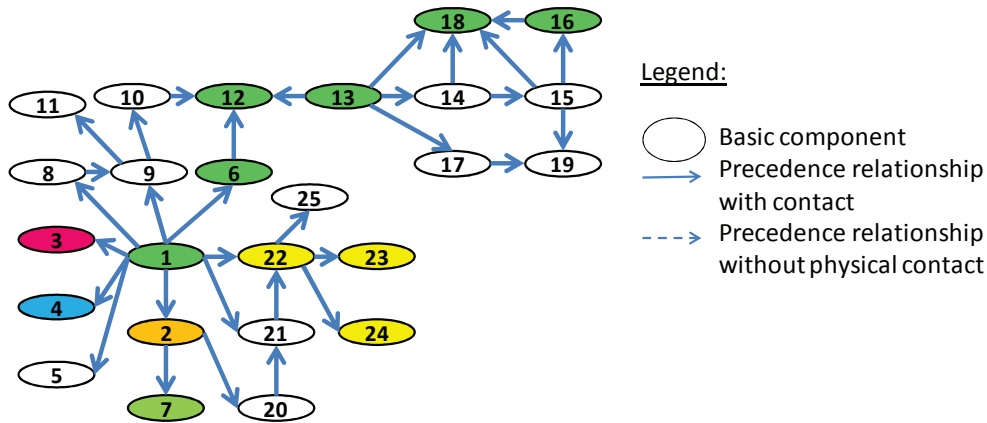 18 16
11 10 12 13 14 15
8 9 6 17 19
25
3 1 22 23
4
2 21 24
5
7 20
Legend:
Basic component
Precedence relationship
with contact
Precedence relationship
without physical contact